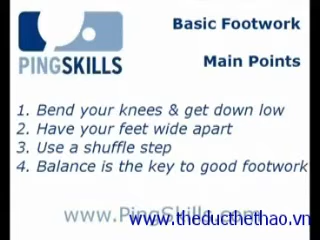 Basic Footwork
PINGSKILLS
Main Points
1. Bend your knees & get down low
2. Have your feet wide apart
3. Use a shuffle step
4. Balance is the key to good footwork
www.PingSkills.com
www.theducthethao.vn